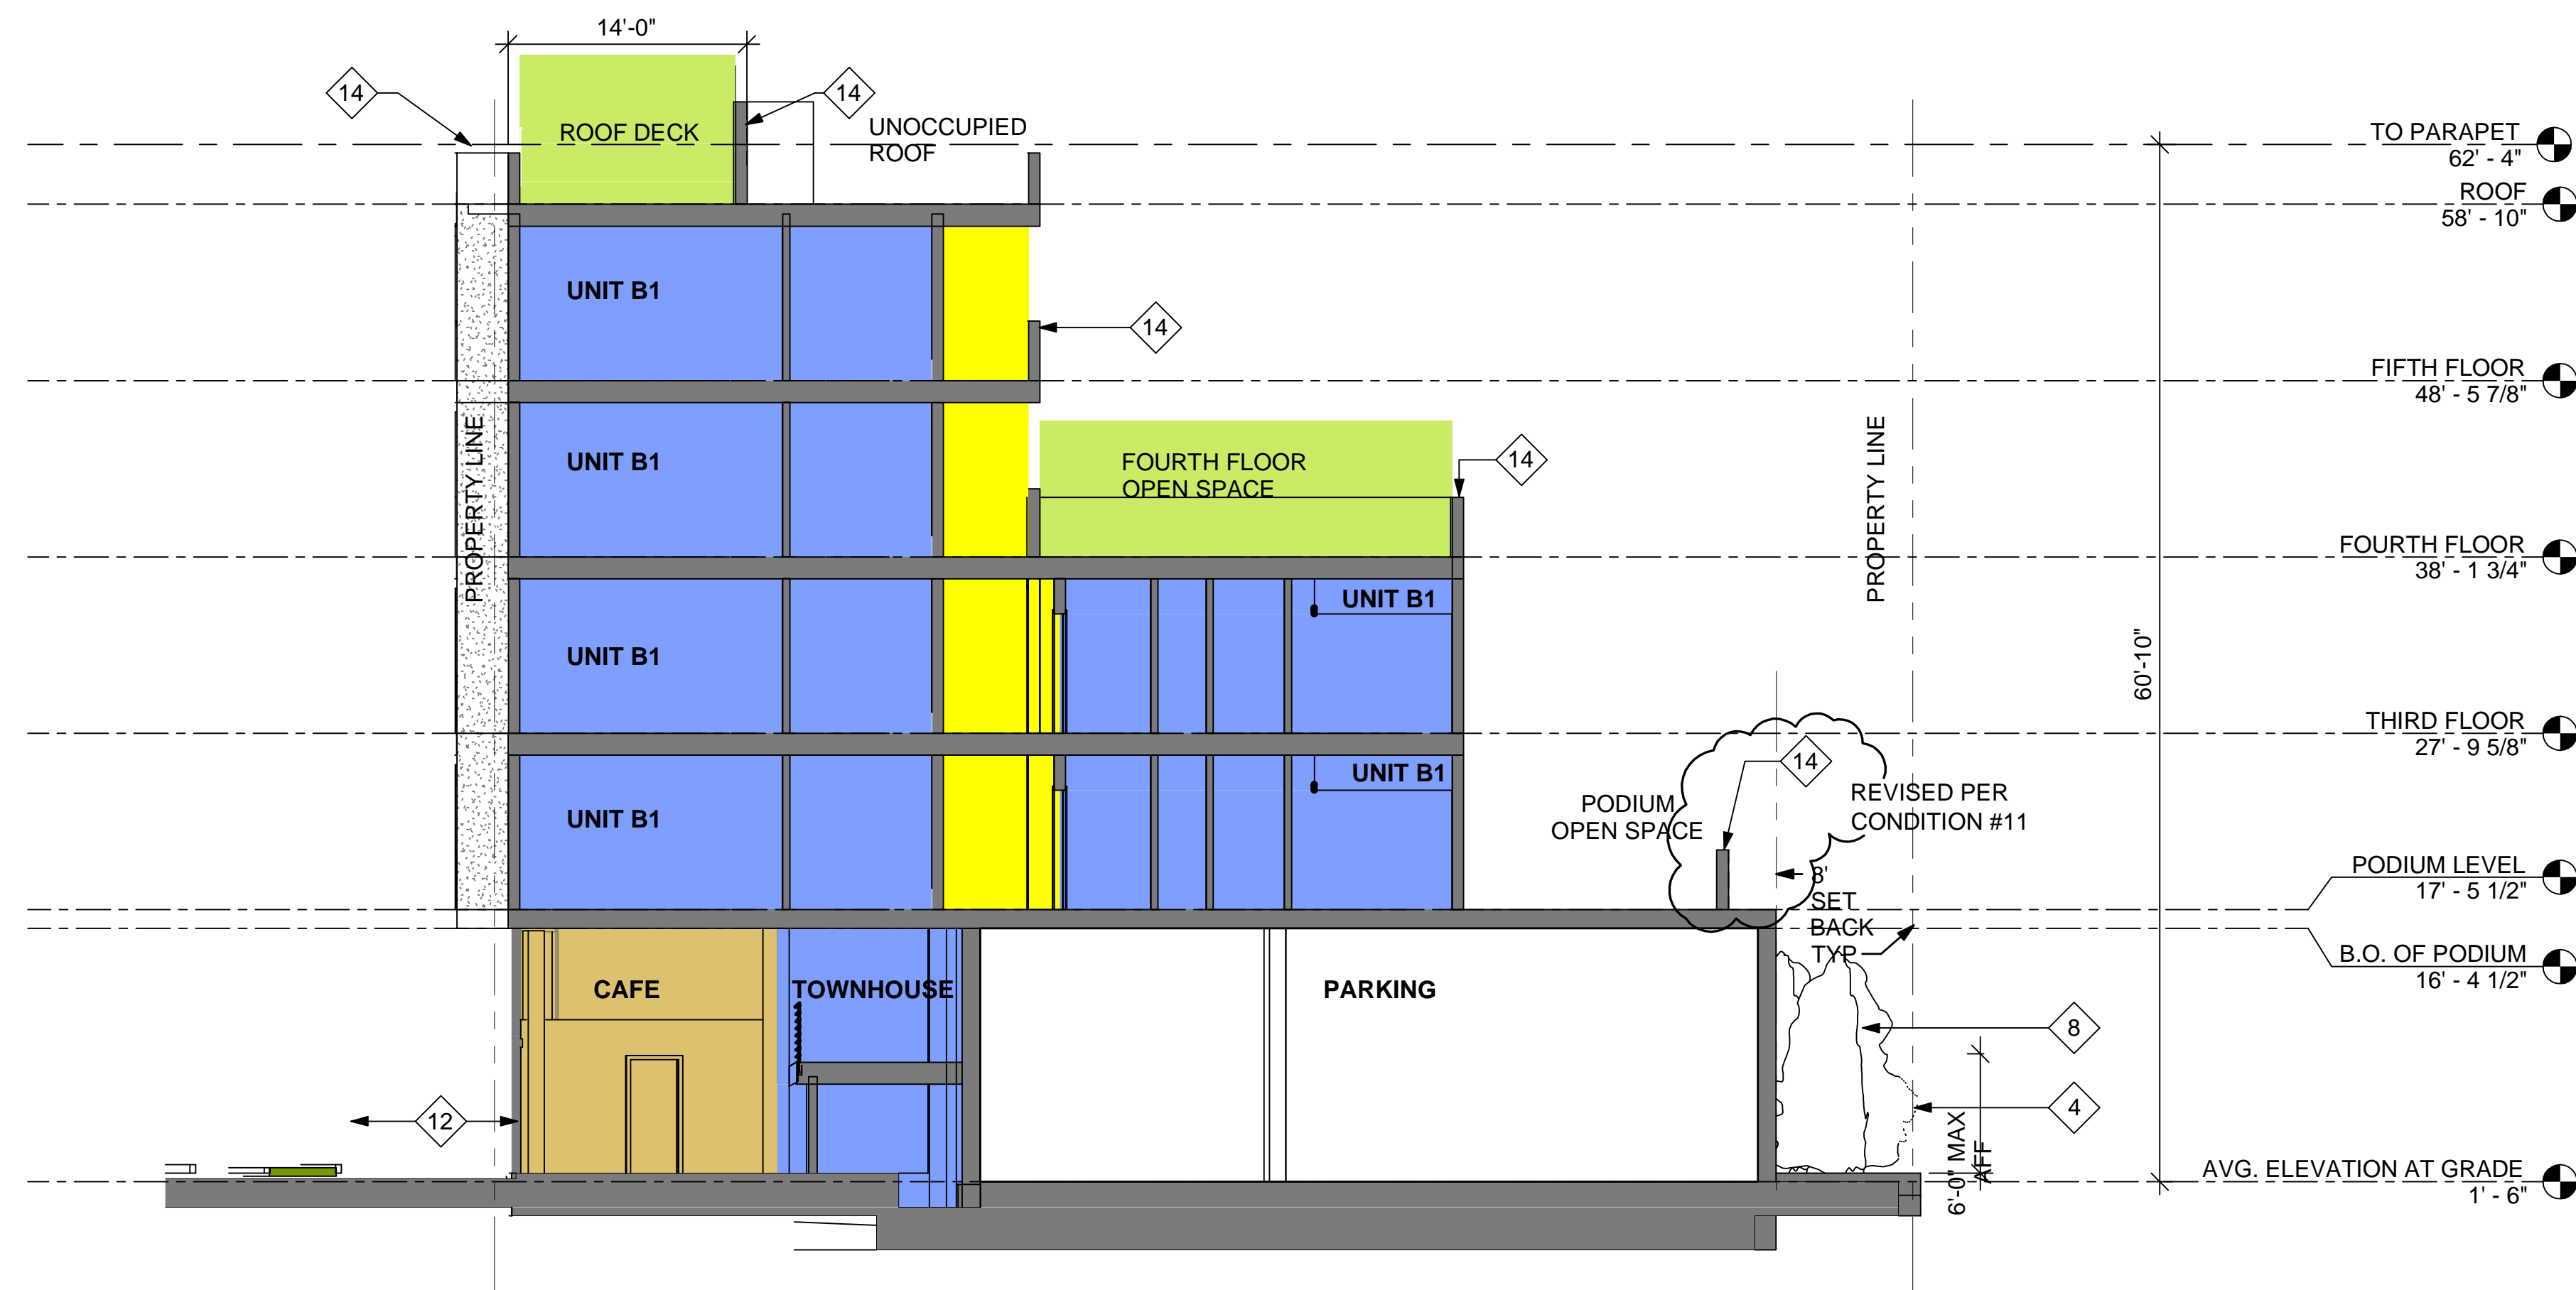 14'-0"
14
14
ROOF DECK
UNOCCUPIED
ROOF
TO PARAPET
62' - 4"
ROOF
58' - 10"
UNIT B1
14
FIFTH FLOOR
48' - 5 7/8"
PROPERTY LINE
UNIT B1
FOURTH FLOOR
OPEN SPACE
14
PROPERTY LINE
FOURTH FLOOR
38' - 1 3/4"
UNIT B1
UNIT B1
60'-10"
THIRD FLOOR
27' - 9 5/8"
UNIT B1
UNIT B1
14
PODIUM
OPEN SPACE
REVISED PER
CONDITION #11
8'
SET
BACK
TYP
PODIUM LEVEL
17' - 5 1/2"
B.O. OF PODIUM
16' - 4 1/2"
CAFE
TOWNHOUSE
PARKING
8
4
12
6'-0" MAX
AFF
AVG. ELEVATION AT GRADE
1' - 6"